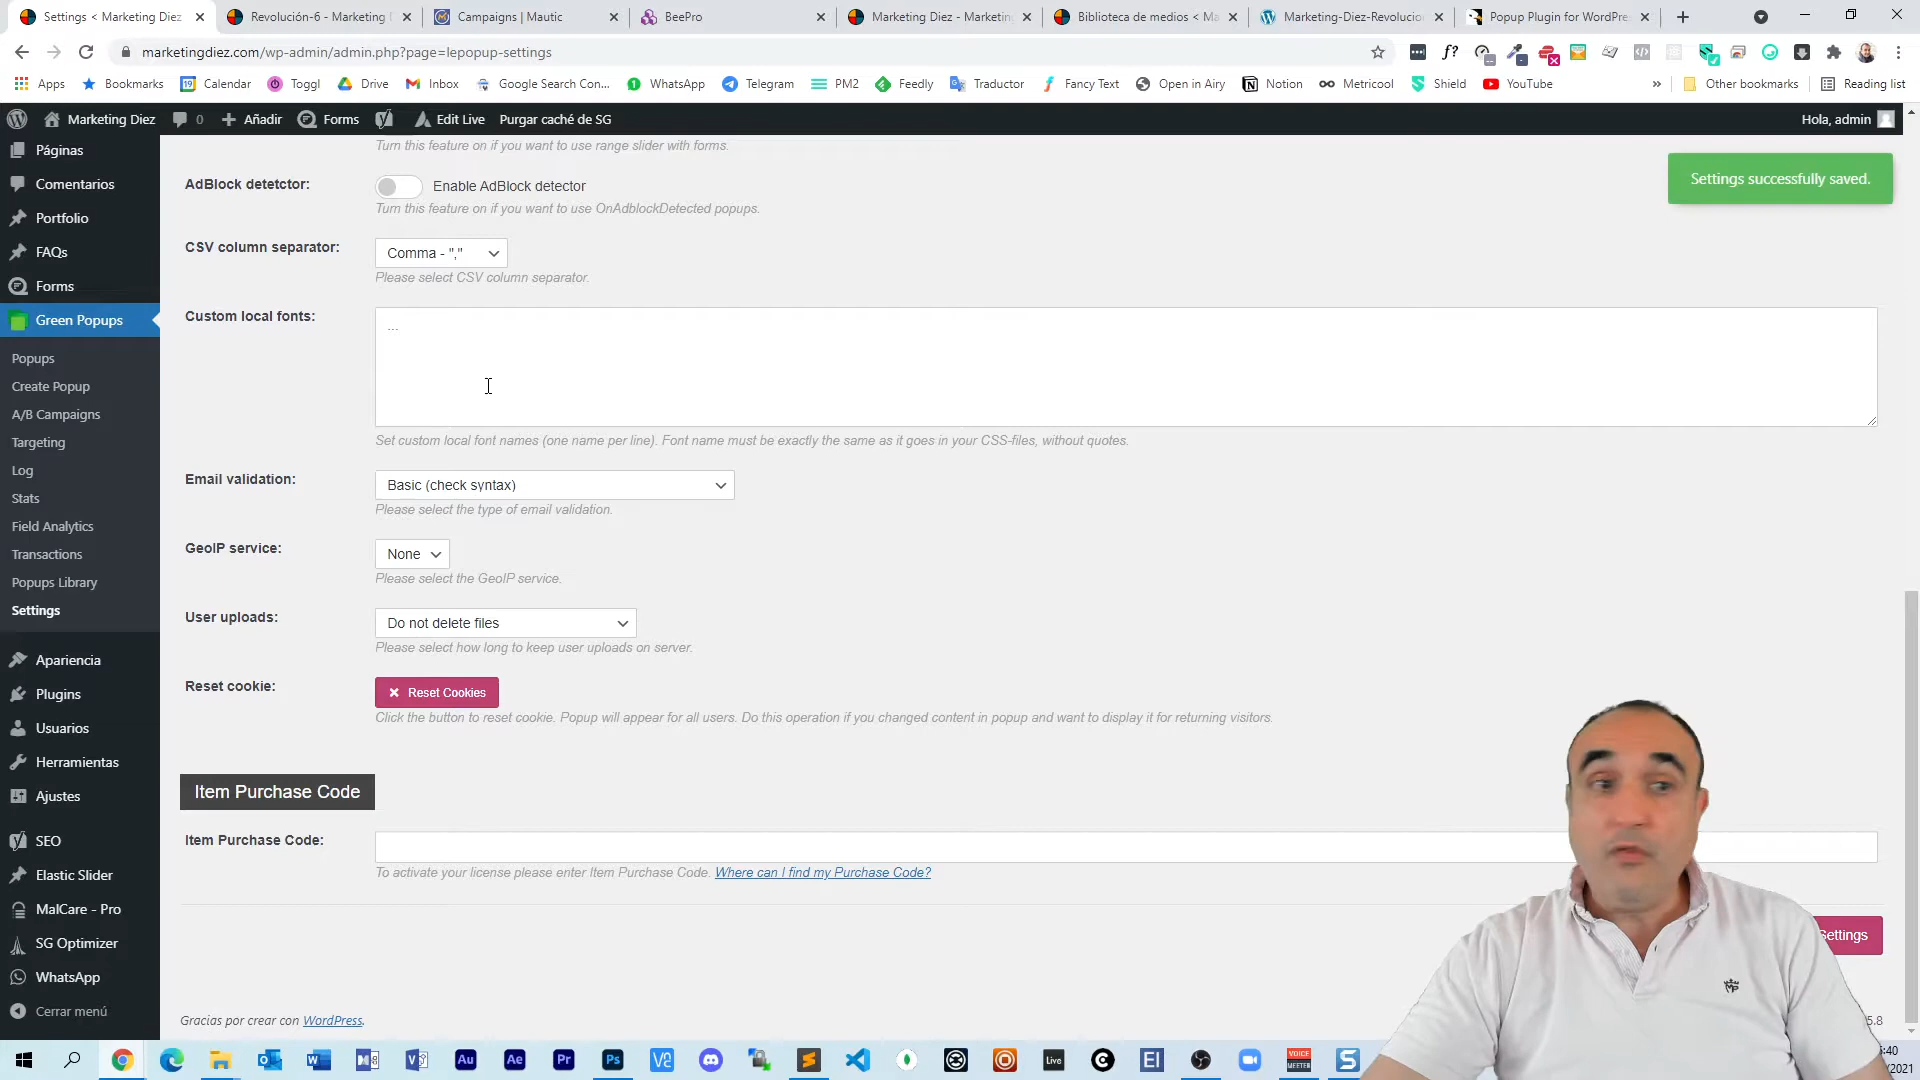 Settings < Marketing Diez
Revolución-6 - Marketing
Campaigns | Mautic
BeePro
Marketing Diez - Marketin
Biblioteca de medios < Ma
Marketing-Diez-Revolucio
Popup Plugin for WordPre
marketingdiez.com/wp-admin/admin.php?page=lepopup-settings
Apps
Bookmarks
Calendar
Toggl
Drive
Inbox
Google Search Con...
WhatsApp
Telegram
PM2
Feedly
Traductor
Fancy Text
Open in Airy
Notion
Metricool
Shield
YouTube
»
Other bookmarks
Reading list
Marketing Diez
0
Añadir
Forms
Edit Live
Purgar caché de SG
Hola, admin
Páginas
Comentarios
Portfolio
FAQs
Forms
Green Popups
Popups
Create Popup
A/B Campaigns
Targeting
Log
Stats
Field Analytics
Transactions
Popups Library
Settings
Apariencia
Plugins
Usuarios
Herramientas
Ajustes
SEO
Elastic Slider
MalCare - Pro
SG Optimizer
WhatsApp
Cerrar menú
Turn this feature on if you want to use range slider with forms.
Settings successfully saved.
AdBlock detetctor:
Enable AdBlock detector
Turn this feature on if you want to use OnAdblockDetected popups.
CSV column separator:
Comma - ","
Please select CSV column separator.
Custom local fonts:
...
Set custom local font names (one name per line). Font name must be exactly the same as it goes in your CSS-files, without quotes.
Email validation:
Basic (check syntax)
Please select the type of email validation.
GeoIP service:
None
Please select the GeoIP service.
User uploads:
Do not delete files
Please select how long to keep user uploads on server.
Reset cookie:
Reset Cookies
Click the button to reset cookie. Popup will appear for all users. Do this operation if you changed content in popup and want to display it for returning visitors.
Item Purchase Code
Item Purchase Code:
To activate your license please enter Item Purchase Code. Where can I find my Purchase Code?
Settings
Gracias por crear con WordPress.
5.8
Au
Ae
Pr
Ps
Live
EI
VOICE
MEETER
:40
/2021